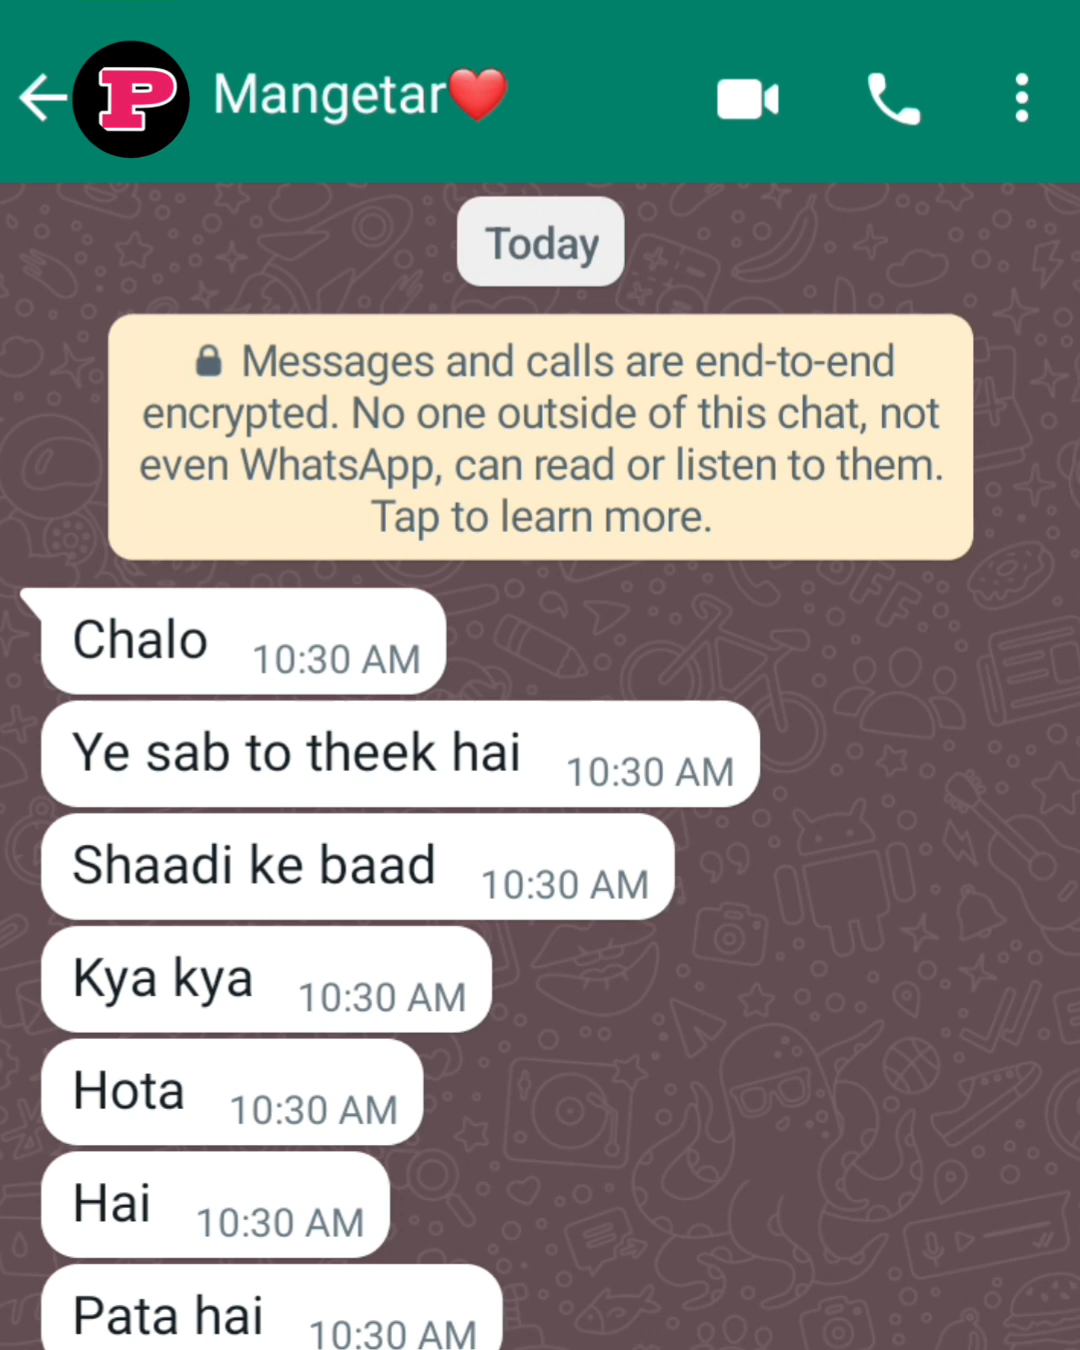 P
Mangetar❤️
Today
🔒 Messages and calls are end-to-end
encrypted. No one outside of this chat, not
even WhatsApp, can read or listen to them.
Tap to learn more.
Chalo 10:30 AM
Ye sab to theek hai 10:30 AM
Shaadi ke baad 10:30 AM
Kya kya 10:30 AM
Hota 10:30 AM
Hai 10:30 AM
Pata hai 10:30 AM